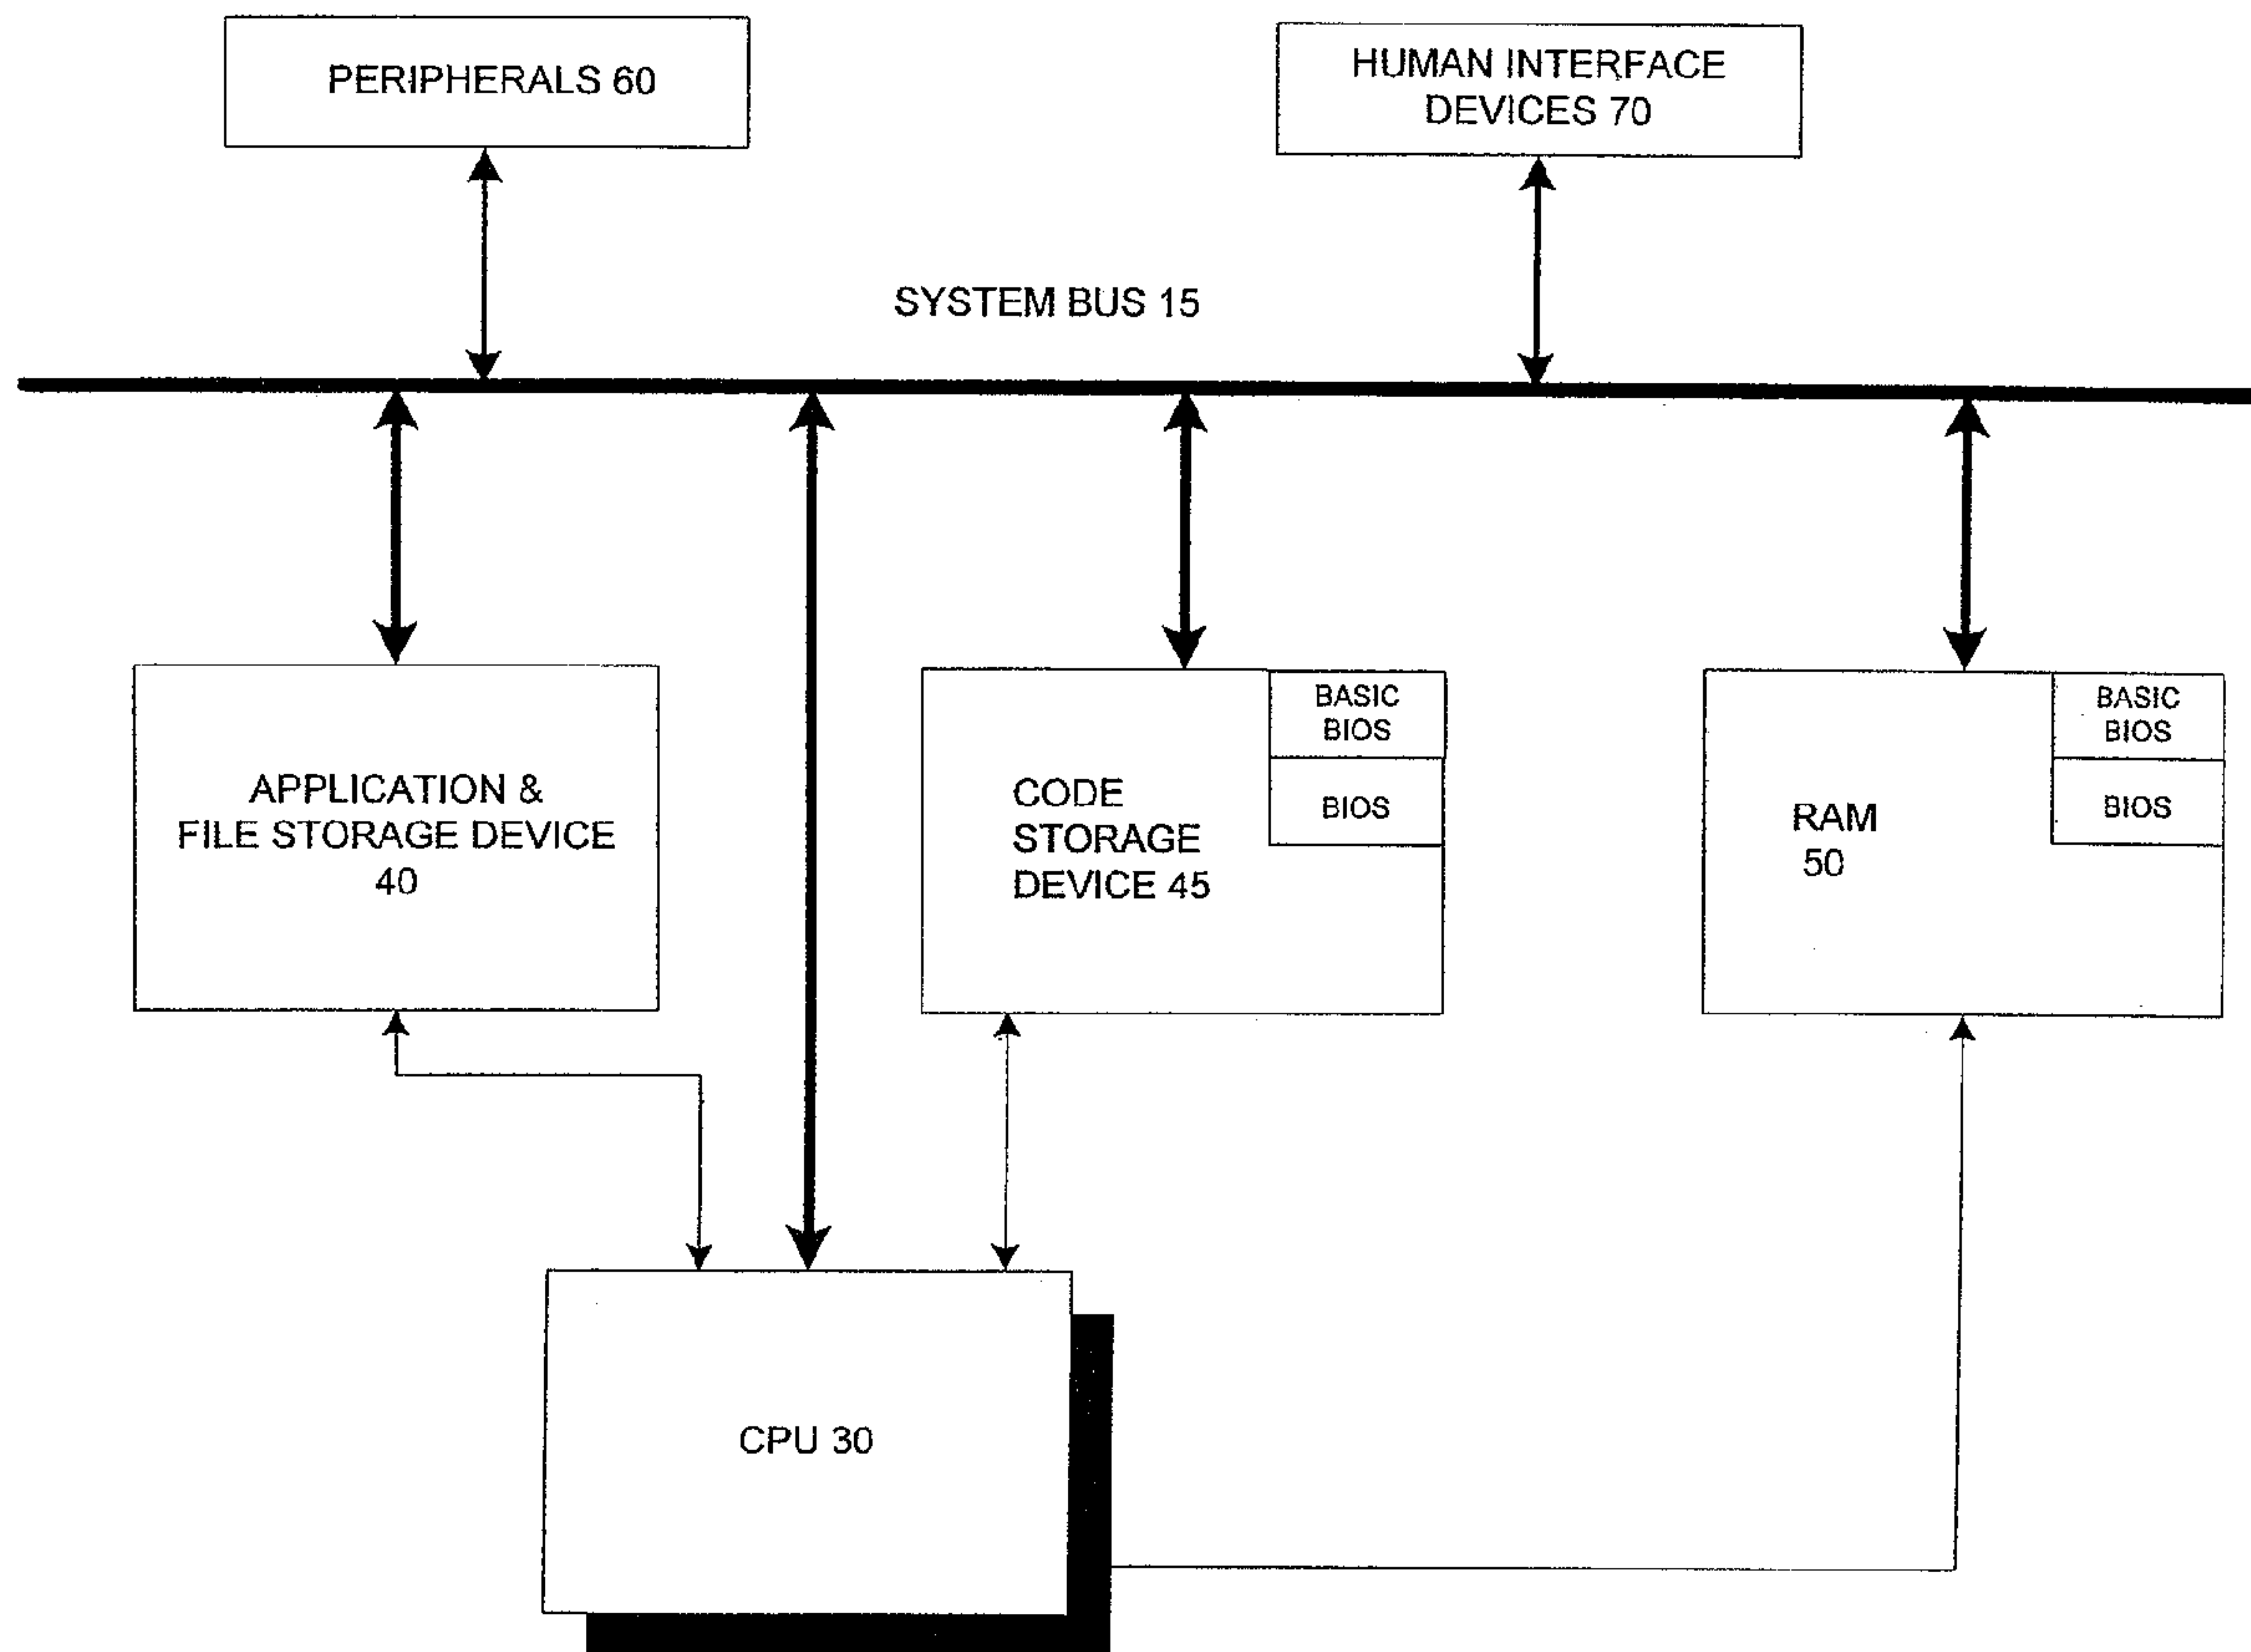 PERIPHERALS 60
HUMAN INTERFACE
DEVICES 70
SYSTEM BUS 15
APPLICATION &
FILE STORAGE DEVICE
40
CODE
STORAGE
DEVICE 45
BASIC
BIOS
BIOS
RAM
50
BASIC
BIOS
BIOS
CPU 30